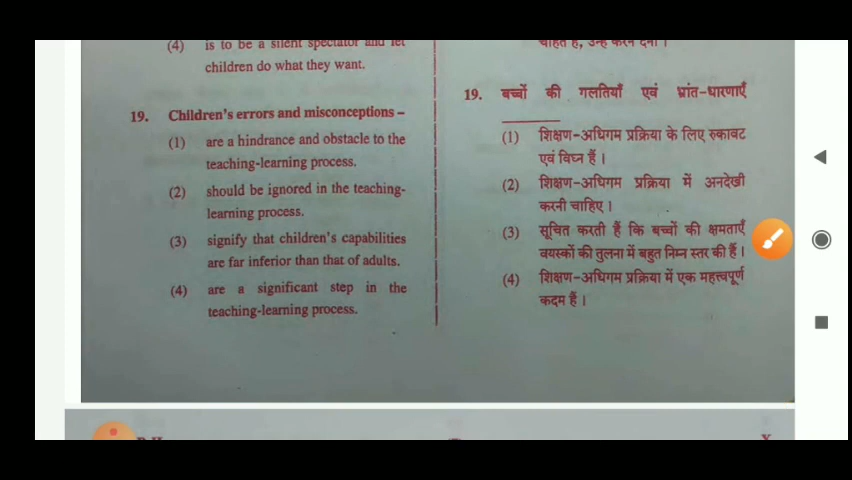 (4) is to be a silent spectator and let
children do what they want.
19. Children's errors and misconceptions –
(1) are a hindrance and obstacle to the
teaching-learning process.
(2) should be ignored in the teaching-
learning process.
(3) signify that children's capabilities
are far inferior than that of adults.
(4) are a significant step in the
teaching-learning process.
चाहते हैं, उन्हें करने देना ।
19. बच्चों की गलतियाँ एवं भ्रांत-धारणाएँ
________
(1) शिक्षण-अधिगम प्रक्रिया के लिए रुकावट
एवं विघ्न हैं ।
(2) शिक्षण-अधिगम प्रक्रिया में अनदेखी
करनी चाहिए ।
(3) सूचित करती हैं कि बच्चों की क्षमताएँ
वयस्कों की तुलना में बहुत निम्न स्तर की हैं ।
(4) शिक्षण-अधिगम प्रक्रिया में एक महत्त्वपूर्ण
कदम हैं ।